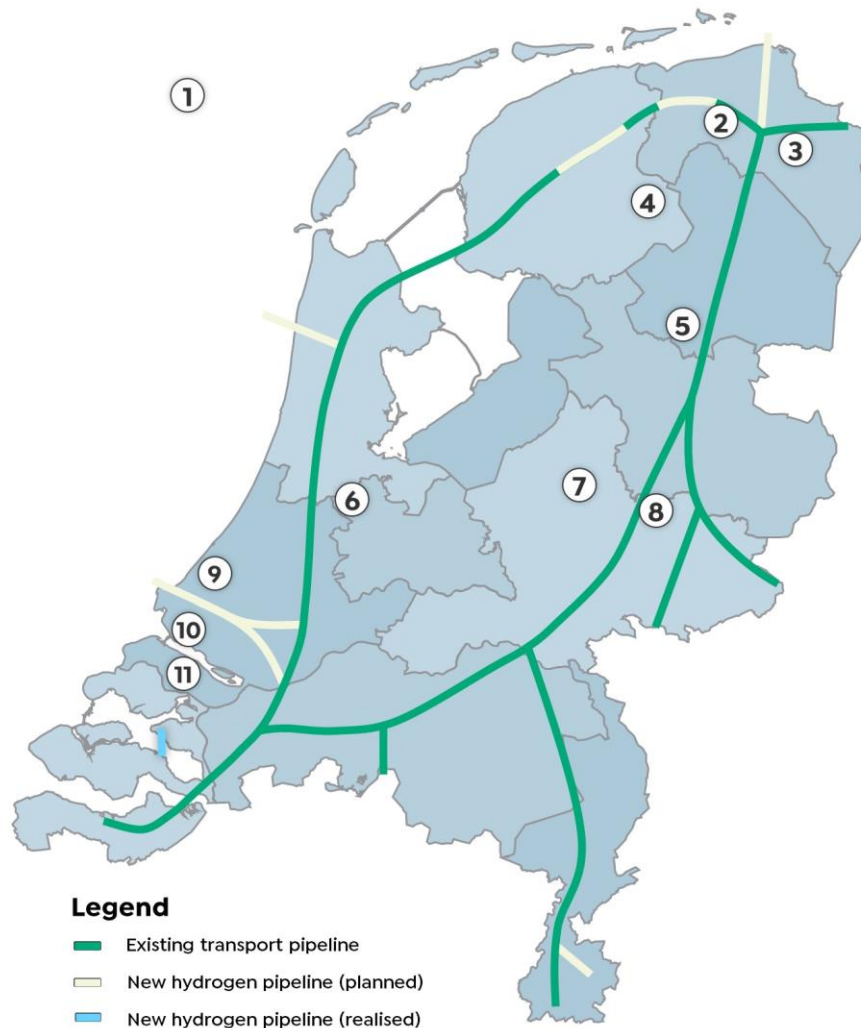 1
2
3
4
5
6
7
8
9
10
11
Legend
Existing transport pipeline
New hydrogen pipeline (planned)
New hydrogen pipeline (realised)